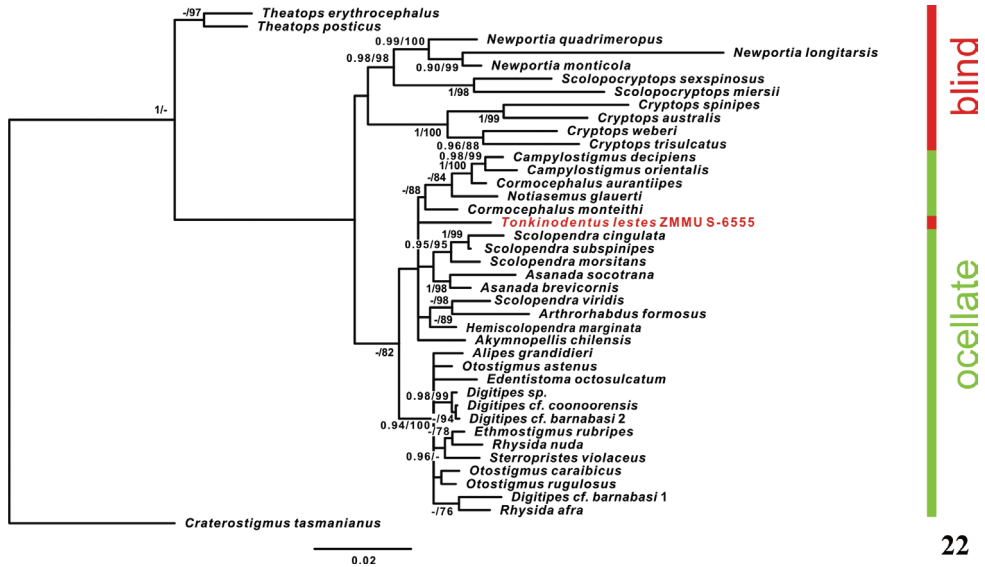 -/97
Theatops erythrocephalus
Theatops posticus
0.99/100
Newportia quadrimeropus
0.98/98
Newportia longitarsis
0.90/99
Newportia monticola
Scolopocryptops sexspinosus
1/98
Scolopocryptops miersii
1/-
Cryptops spinipes
1/99
Cryptops australis
1/100
Cryptops weberi
0.96/88
Cryptops trisulcatus
0.98/99
Campylostigmus decipiens
1/100
Campylostigmus orientalis
-/84
Cormocephalus aurantiipes
-/88
Notiasemus glauerti
Cormocephalus monteithi
Tonkinodentus lestes ZMMU S-6555
1/99
Scolopendra cingulata
0.95/95
Scolopendra subspinipes
Scolopendra morsitans
Asanada socotrana
1/98
Asanada brevicornis
-/98
Scolopendra viridis
Arthrorhabdus formosus
-/89
Hemiscolopendra marginata
Akymnopellis chilensis
-/82
Alipes grandidieri
Otostigmus astenus
Edentistoma octosulcatum
0.98/99
Digitipes sp.
Digitipes cf. coonoorensis
-/94
Digitipes cf. barnabasi 2
0.94/100
-/78
Ethmostigmus rubripes
Rhysida nuda
0.96/-
Sterropristes violaceus
Otostigmus caraibicus
Otostigmus rugulosus
Digitipes cf. barnabasi 1
-/76
Rhysida afra
Craterostigmus tasmanianus
0.02
blind
ocellate
22